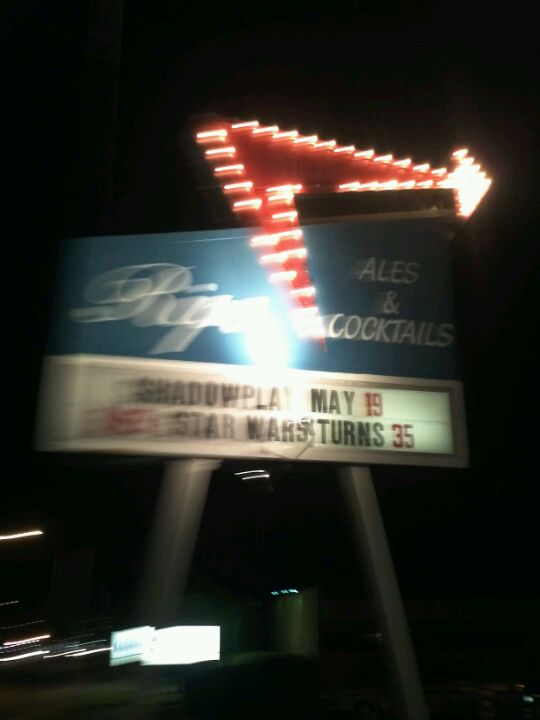 ALES
&
COCKTAILS
SHADOWPLAY MAY 19
STAR WARS TURNS 35